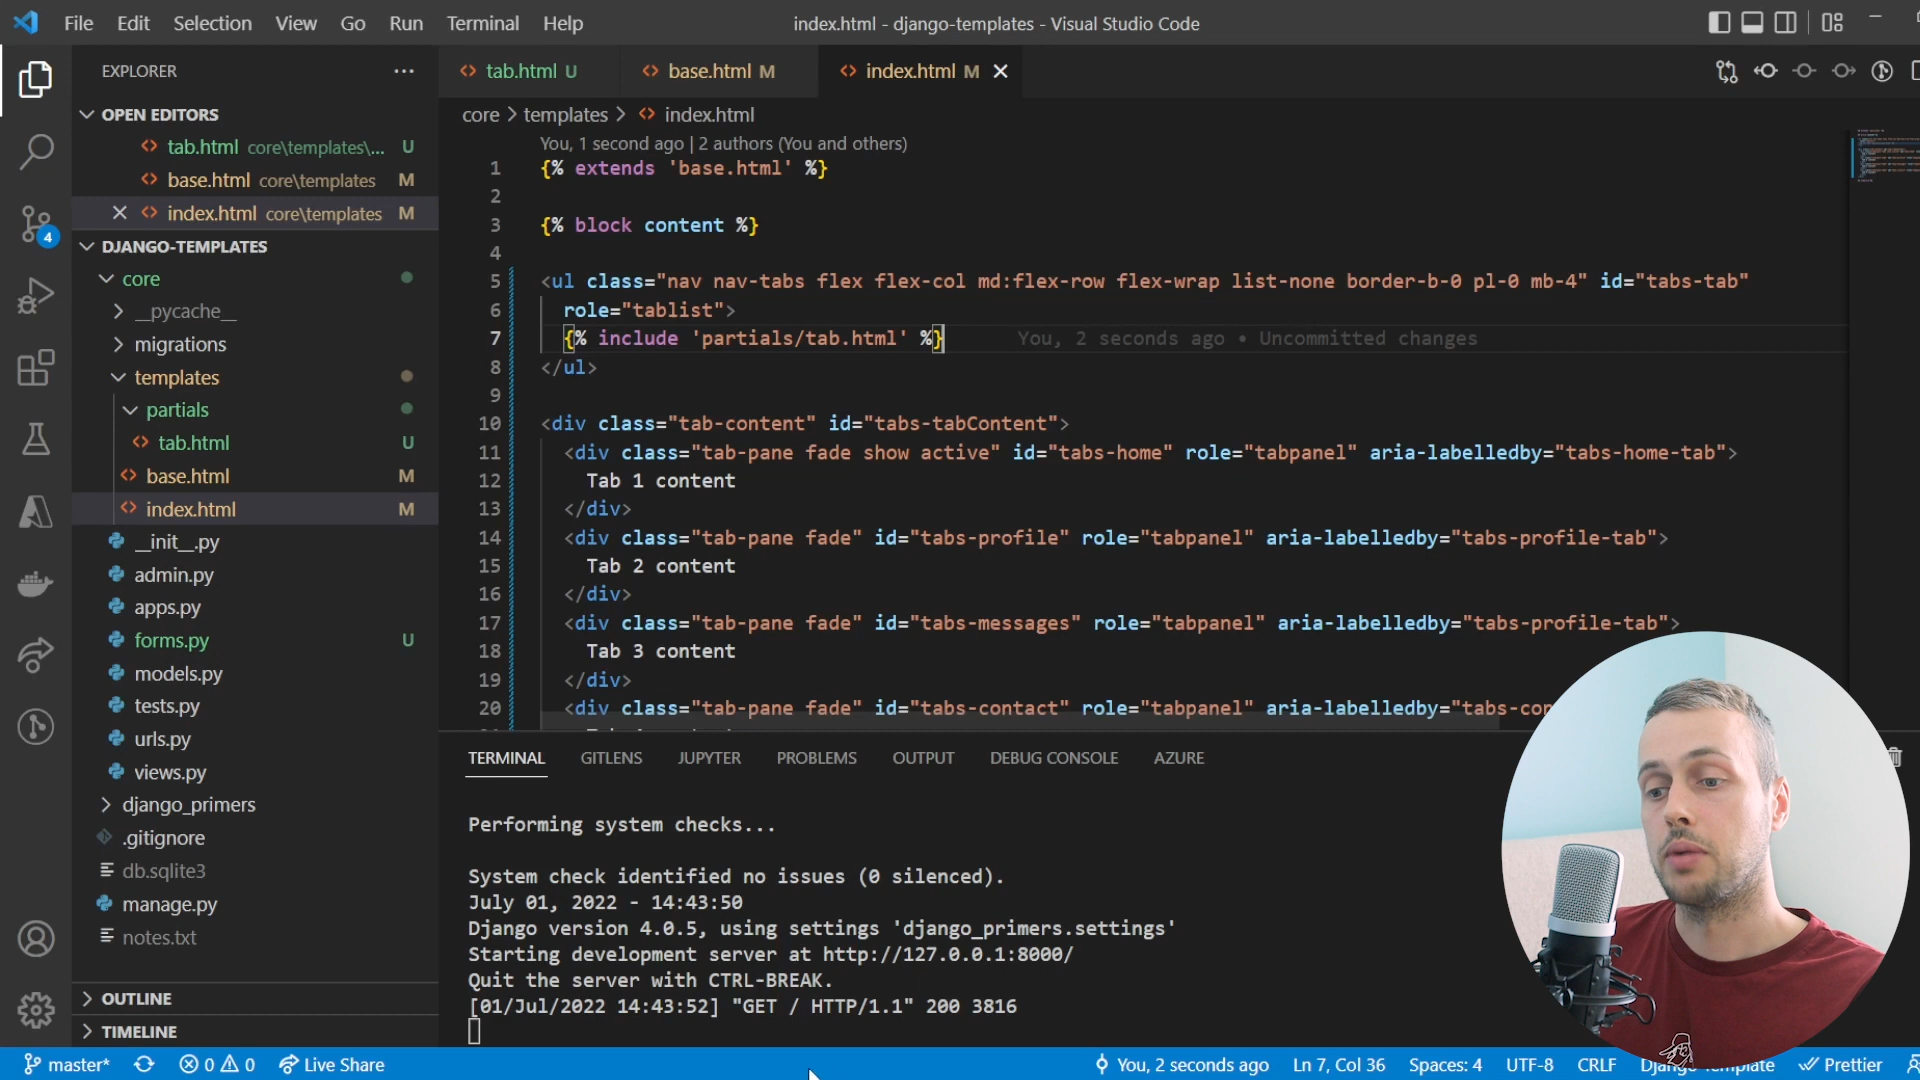 File Edit Selection View Go Run Terminal Help
index.html - django-templates - Visual Studio Code
EXPLORER
OPEN EDITORS
tab.html core\templates\... U
base.html core\templates M
index.html core\templates M
DJANGO-TEMPLATES
core
__pycache__
migrations
templates
partials
tab.html U
base.html M
index.html M
__init__.py
admin.py
apps.py
forms.py U
models.py
tests.py
urls.py
views.py
django_primers
.gitignore
db.sqlite3
manage.py
notes.txt
OUTLINE
TIMELINE
4
tab.html U base.html M index.html M
core > templates > index.html
You, 1 second ago | 2 authors (You and others)
1 {% extends 'base.html' %}
2
3 {% block content %}
4
5 <ul class="nav nav-tabs flex flex-col md:flex-row flex-wrap list-none border-b-0 pl-0 mb-4" id="tabs-tab"
6 role="tablist">
7 {% include 'partials/tab.html' %} You, 2 seconds ago • Uncommitted changes
8 </ul>
9
10 <div class="tab-content" id="tabs-tabContent">
11 <div class="tab-pane fade show active" id="tabs-home" role="tabpanel" aria-labelledby="tabs-home-tab">
12 Tab 1 content
13 </div>
14 <div class="tab-pane fade" id="tabs-profile" role="tabpanel" aria-labelledby="tabs-profile-tab">
15 Tab 2 content
16 </div>
17 <div class="tab-pane fade" id="tabs-messages" role="tabpanel" aria-labelledby="tabs-profile-tab">
18 Tab 3 content
19 </div>
20 <div class="tab-pane fade" id="tabs-contact" role="tabpanel" aria-labelledby="tabs-con
TERMINAL GITLENS JUPYTER PROBLEMS OUTPUT DEBUG CONSOLE AZURE
Performing system checks...
System check identified no issues (0 silenced).
July 01, 2022 - 14:43:50
Django version 4.0.5, using settings 'django_primers.settings'
Starting development server at http://127.0.0.1:8000/
Quit the server with CTRL-BREAK.
[01/Jul/2022 14:43:52] "GET / HTTP/1.1" 200 3816
master* 0 0 Live Share You, 2 seconds ago Ln 7, Col 36 Spaces: 4 UTF-8 CRLF Prettier